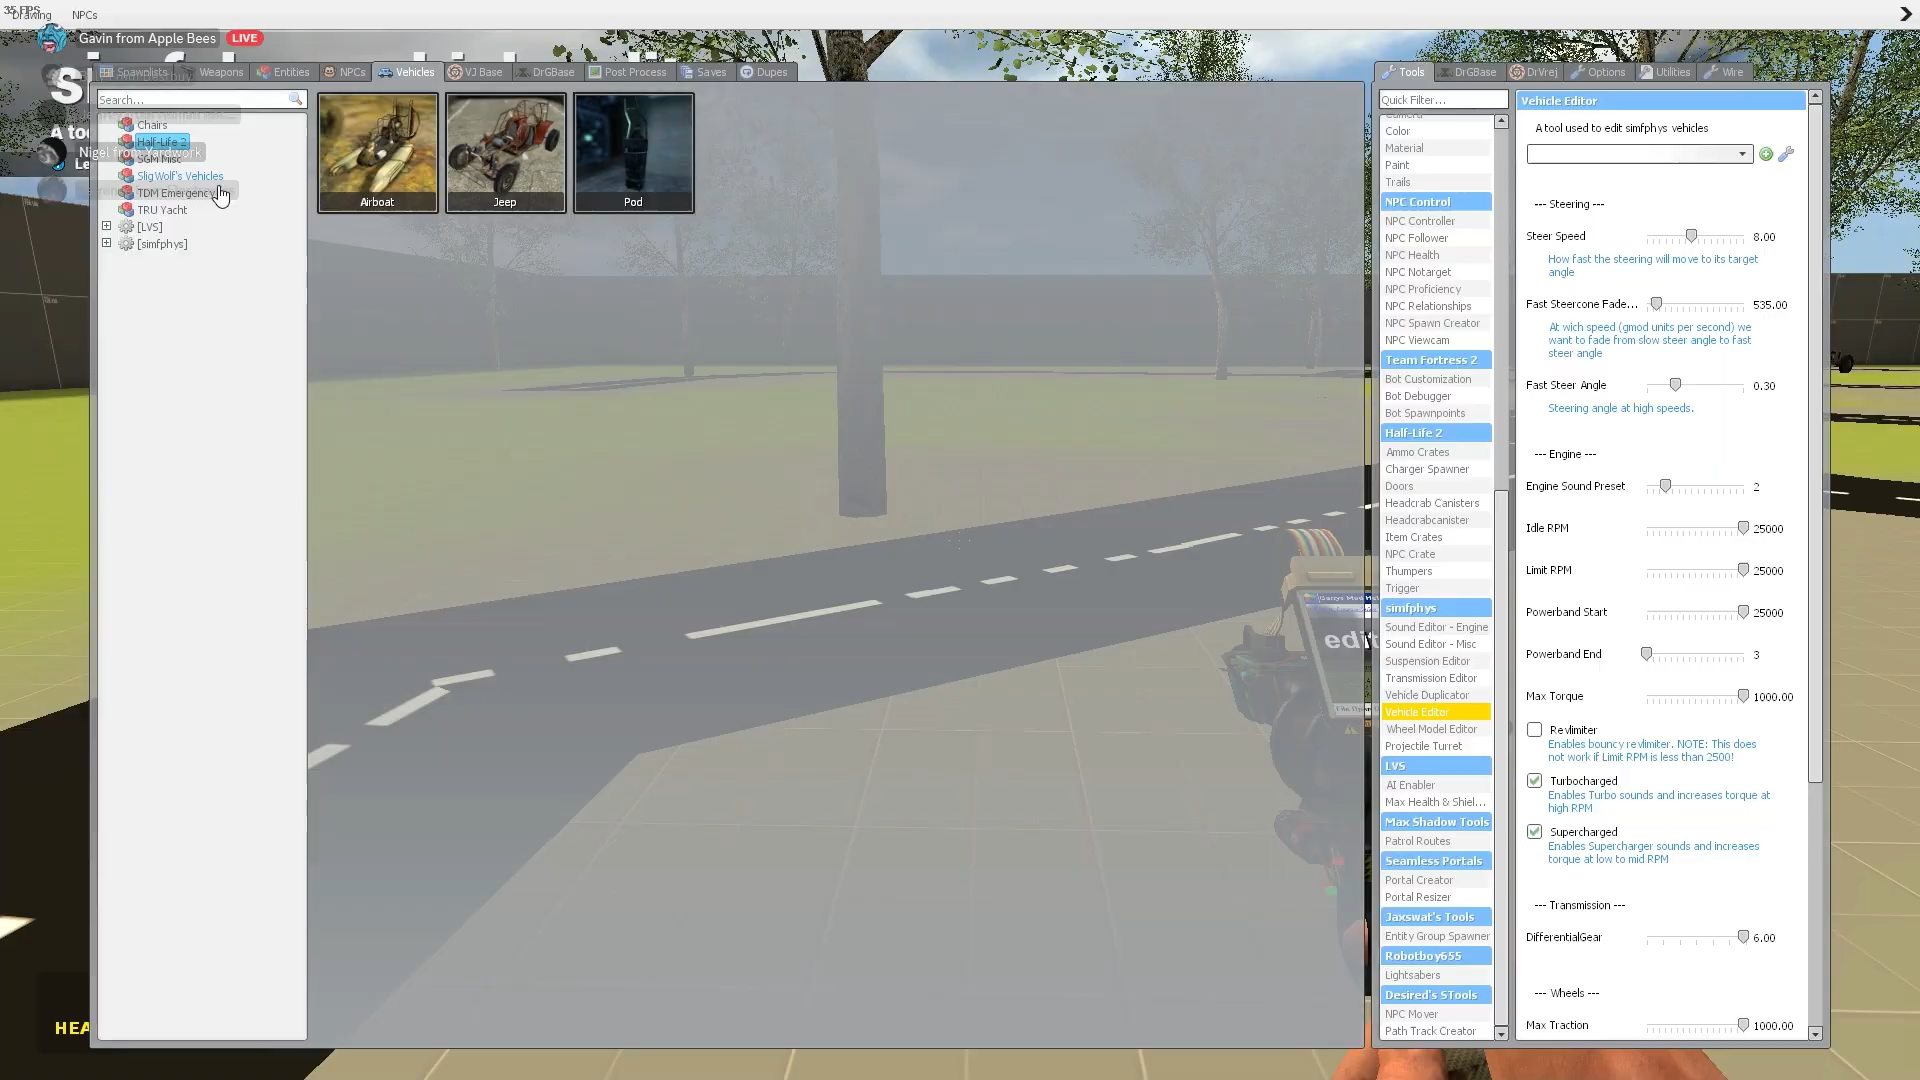 35 FPS
Drawing
NPCs
Gavin from Apple Bees
LIVE
Spawnlists
Weapons
Entities
NPCs
Vehicles
VJ Base
DrGBase
Post Process
Saves
Dupes
Search...
Chairs
Half-Life 2
SGM Misc
Nigel from Yardwork
SligWolf's Vehicles
TDM Emergency
TRU Yacht
[LVS]
[simfphys]
A to
Le
Airboat
Jeep
Pod
edit
HEA
Tools
DrGBase
DrVrej
Options
Utilities
Wire
Quick Filter...
Camera
Color
Material
Paint
Trails
NPC Control
NPC Controller
NPC Follower
NPC Health
NPC Notarget
NPC Proficiency
NPC Relationships
NPC Spawn Creator
NPC Viewcam
Team Fortress 2
Bot Customization
Bot Debugger
Bot Spawnpoints
Half-Life 2
Ammo Crates
Charger Spawner
Doors
Headcrab Canisters
Headcrabcanister
Item Crates
NPC Crate
Thumpers
Trigger
simfphys
Sound Editor - Engine
Sound Editor - Misc
Suspension Editor
Transmission Editor
Vehicle Duplicator
Vehicle Editor
Wheel Model Editor
Projectile Turret
LVS
AI Enabler
Max Health & Shiel...
Max Shadow Tools
Patrol Routes
Seamless Portals
Portal Creator
Portal Resizer
Jaxswat's Tools
Entity Group Spawner
Robotboy655
Lightsabers
Desired's STools
NPC Mover
Path Track Creator
Vehicle Editor
A tool used to edit simfphys vehicles
--- Steering ---
Steer Speed 8.00
How fast the steering will move to its target
angle
Fast Steercone Fade... 535.00
At wich speed (gmod units per second) we
want to fade from slow steer angle to fast
steer angle
Fast Steer Angle 0.30
Steering angle at high speeds.
--- Engine ---
Engine Sound Preset 2
Idle RPM 25000
Limit RPM 25000
Powerband Start 25000
Powerband End 3
Max Torque 1000.00
Revlimiter
Enables bouncy revlimiter. NOTE: This does
not work if Limit RPM is less than 2500!
Turbocharged
Enables Turbo sounds and increases torque at
high RPM
Supercharged
Enables Supercharger sounds and increases
torque at low to mid RPM
--- Transmission ---
DifferentialGear 6.00
--- Wheels ---
Max Traction 1000.00